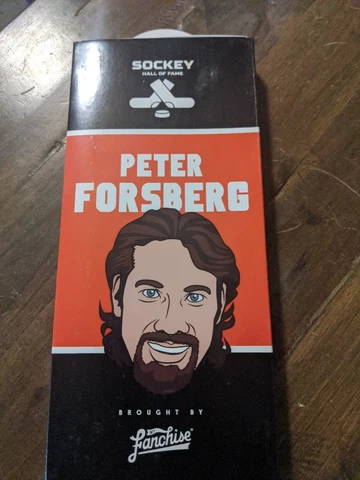 SOCKEY
HALL OF FAME
PETER
FORSBERG
BROUGHT BY
Fanchise